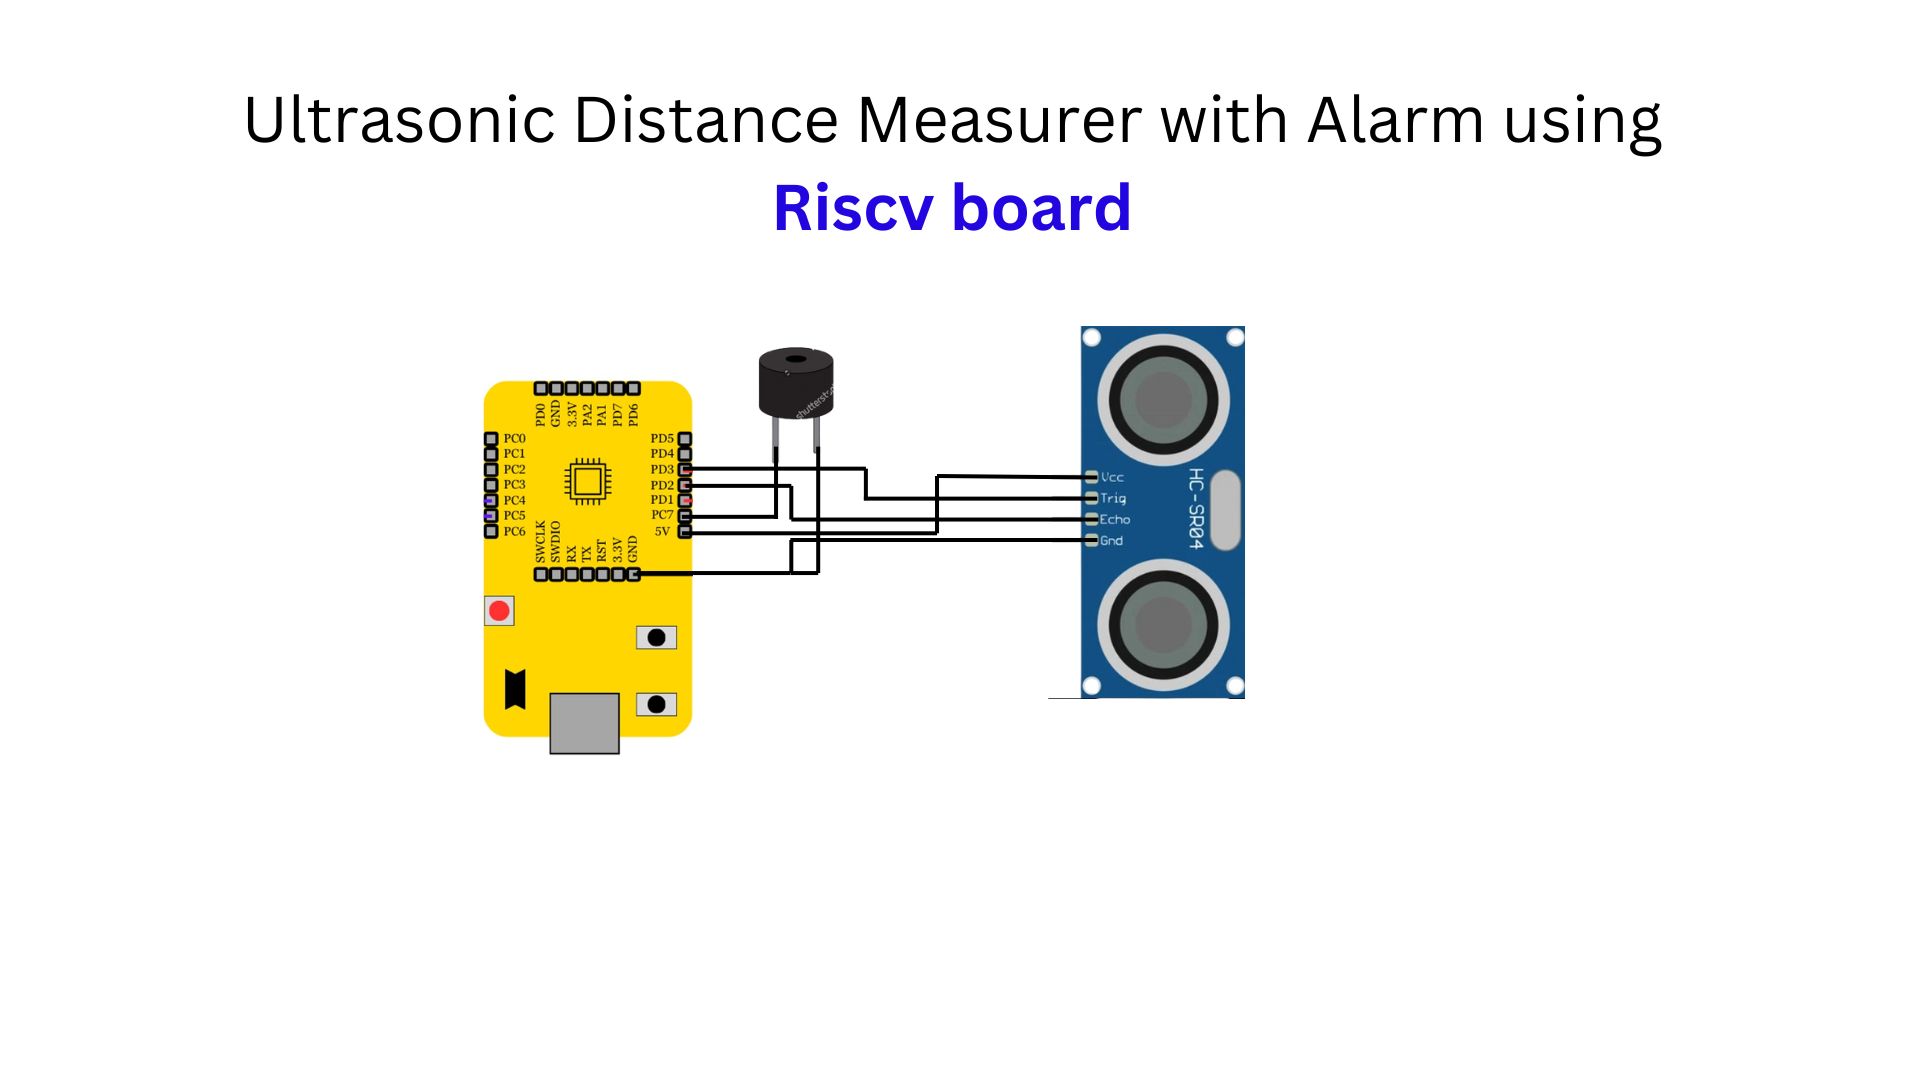 Ultrasonic Distance Measurer with Alarm using
Riscv board
PD0
GND
3.3V
PA2
PA1
PD7
PD6
PC0
PC1
PC2
PC3
PC4
PC5
PC6
PD5
PD4
PD3
PD2
PD1
PC7
5V
SWCLK
SWDIO
RX
TX
RST
3.3V
GND
Vcc
Trig
Echo
Gnd
HC-SR04